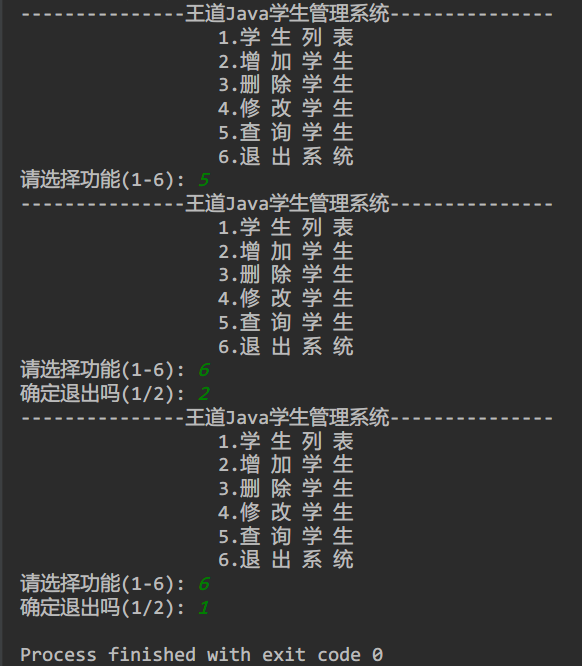 ---------------王道Java学生管理系统---------------
1.学 生 列 表
2.增 加 学 生
3.删 除 学 生
4.修 改 学 生
5.查 询 学 生
6.退 出 系 统
请选择功能(1-6): 5
---------------王道Java学生管理系统---------------
1.学 生 列 表
2.增 加 学 生
3.删 除 学 生
4.修 改 学 生
5.查 询 学 生
6.退 出 系 统
请选择功能(1-6): 6
确定退出吗(1/2): 2
---------------王道Java学生管理系统---------------
1.学 生 列 表
2.增 加 学 生
3.删 除 学 生
4.修 改 学 生
5.查 询 学 生
6.退 出 系 统
请选择功能(1-6): 6
确定退出吗(1/2): 1
Process finished with exit code 0